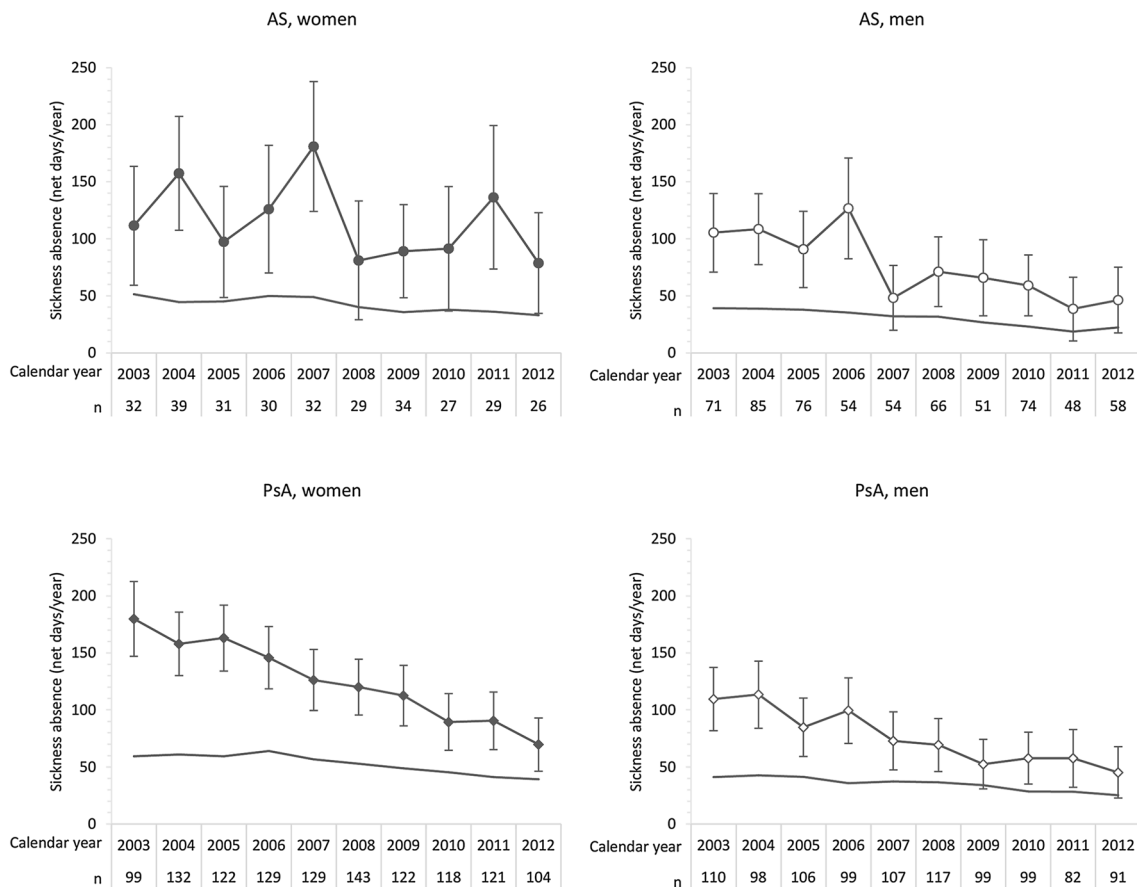 AS, women
250
200
150
100
50
0
Sickness absence (net days/year)
Calendar year 2003 2004 2005 2006 2007 2008 2009 2010 2011 2012
n 32 39 31 30 32 29 34 27 29 26
AS, men
250
200
150
100
50
0
Sickness absence (net days/year)
Calendar year 2003 2004 2005 2006 2007 2008 2009 2010 2011 2012
n 71 85 76 54 54 66 51 74 48 58
PsA, women
250
200
150
100
50
0
Sickness absence (net days/year)
Calendar year 2003 2004 2005 2006 2007 2008 2009 2010 2011 2012
n 99 132 122 129 129 143 122 118 121 104
PsA, men
250
200
150
100
50
0
Sickness absence (net days/year)
Calendar year 2003 2004 2005 2006 2007 2008 2009 2010 2011 2012
n 110 98 106 99 107 117 99 99 82 91